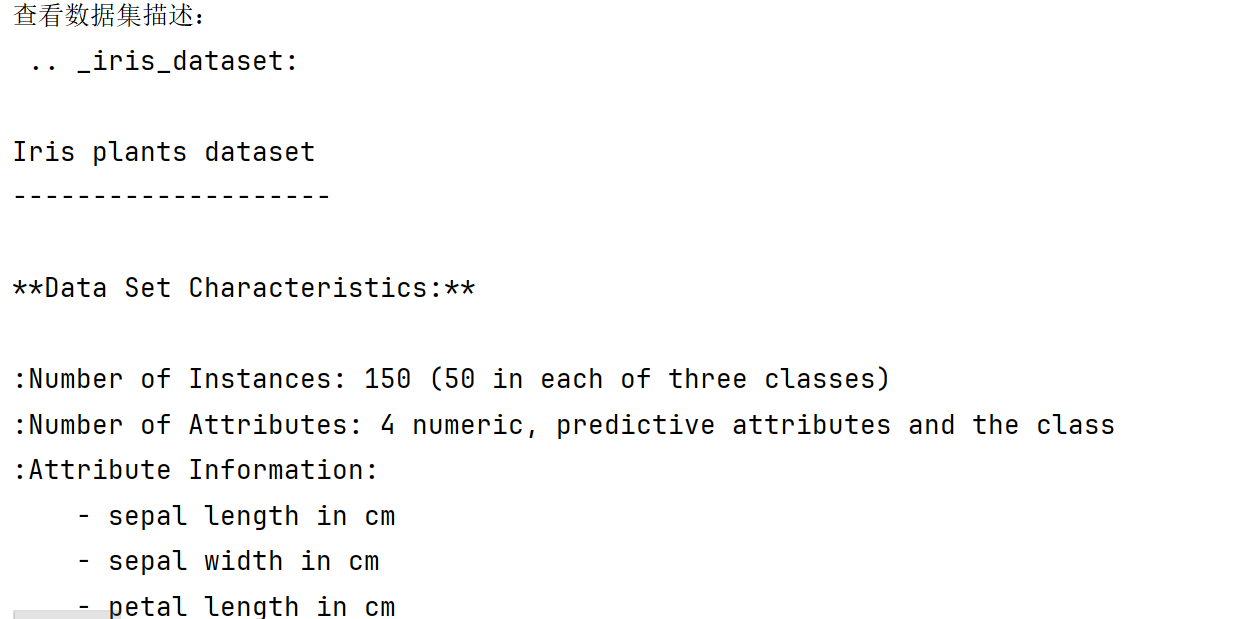 查看数据集描述：
.. _iris_dataset:
Iris plants dataset
--------------------
**Data Set Characteristics:**
:Number of Instances: 150 (50 in each of three classes)
:Number of Attributes: 4 numeric, predictive attributes and the class
:Attribute Information:
- sepal length in cm
- sepal width in cm
- petal length in cm